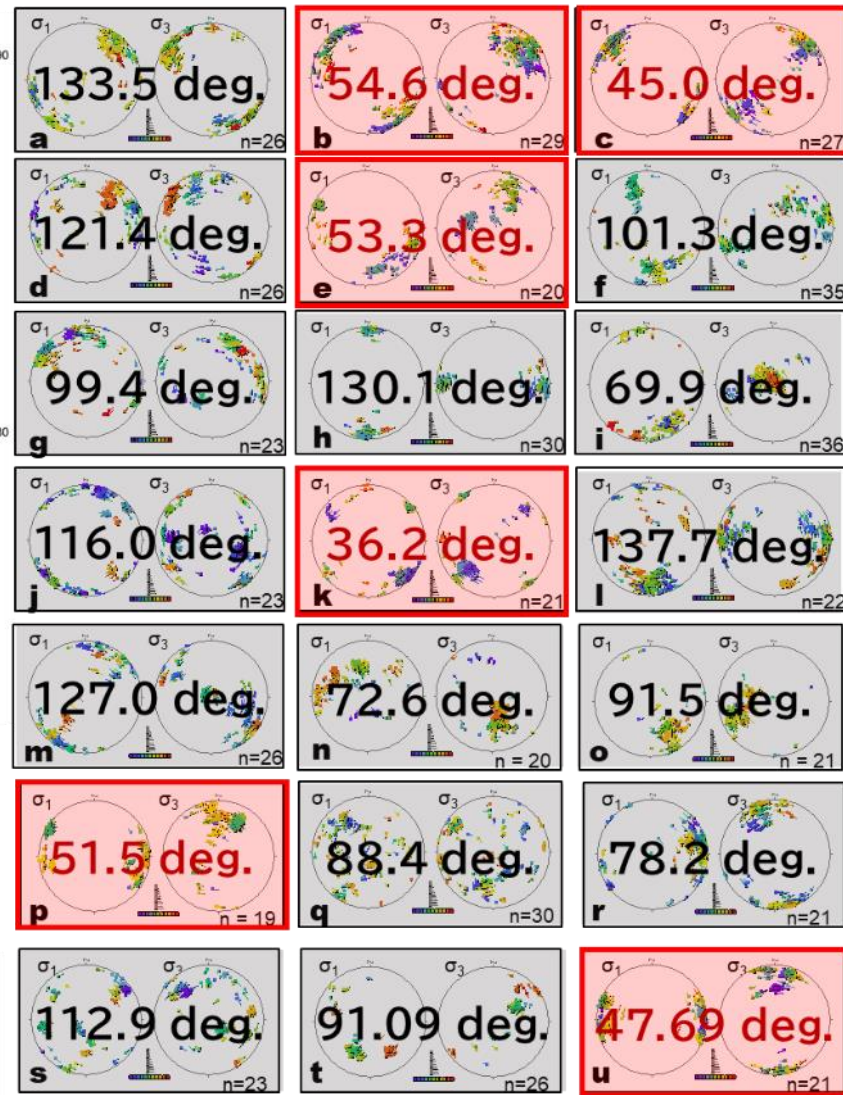 σ1 σ3
133.5 deg.
a n=26
σ1 σ3
54.6 deg.
b n=29
σ1 σ3
45.0 deg.
c n=27
σ1 σ3
121.4 deg.
d n=26
σ1 σ3
53.3 deg.
e n=20
σ1 σ3
101.3 deg.
f n=35
σ1 σ3
99.4 deg.
g n=23
σ1 σ3
130.1 deg.
h n=30
σ1 σ3
69.9 deg.
i n=36
σ1 σ3
116.0 deg.
j n=23
σ1 σ3
36.2 deg.
k n=21
σ1 σ3
137.7 deg.
l n=22
σ1 σ3
127.0 deg.
m n=26
σ1 σ3
72.6 deg.
n n = 20
σ1 σ3
91.5 deg.
o n = 21
σ1 σ3
51.5 deg.
p n = 19
σ1 σ3
88.4 deg.
q n=30
σ1 σ3
78.2 deg.
r n=21
σ1 σ3
112.9 deg.
s n=23
σ1 σ3
91.09 deg.
t n=26
σ1 σ3
47.69 deg.
u n=21